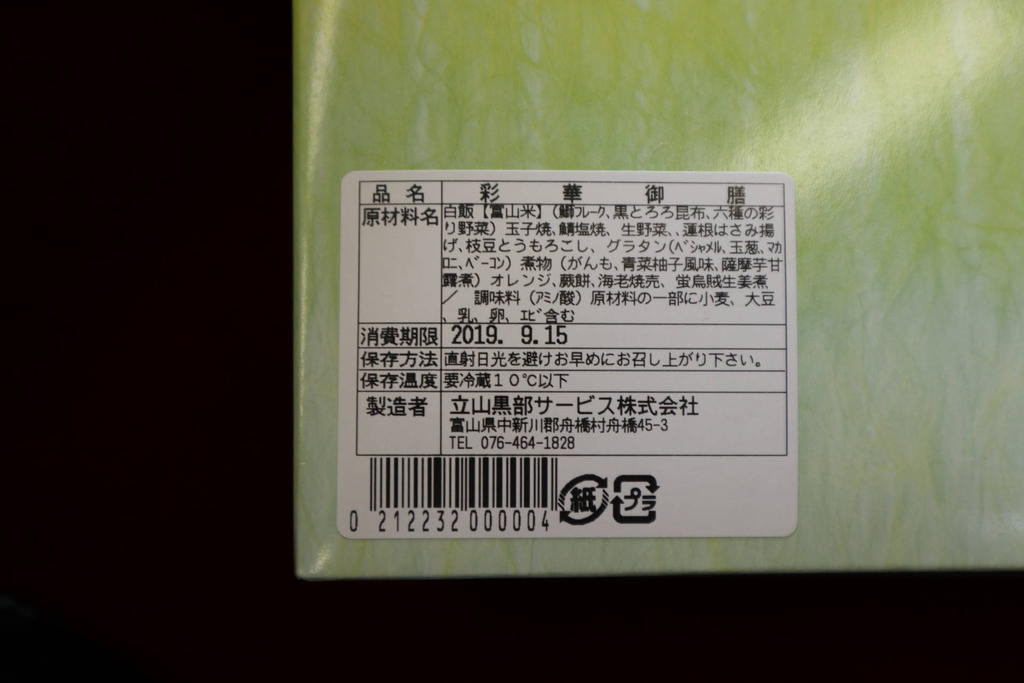 品名 彩華御膳
原材料名 白飯【富山米】(鰤フレーク、黒とろろ昆布、六種の彩
り野菜)玉子焼、鯖塩焼、生野菜、、蓮根はさみ揚
げ、枝豆とうもろこし、グラタン(ベシャメル、玉葱、マカ
ロニ、ベーコン)煮物(がんも、青菜柚子風味、薩摩芋甘
露煮)オレンジ、蕨餅、海老焼売、蛍烏賊生姜煮
/ 調味料(アミノ酸)原材料の一部に小麦、大豆
、乳、卵、エビ含む
消費期限 2019. 9.15
保存方法 直射日光を避けお早めにお召し上がり下さい。
保存温度 要冷蔵10℃以下
製造者 立山黒部サービス株式会社
富山県中新川郡舟橋村舟橋45-3
TEL 076-464-1828
紙 プラ
0 212232 000004